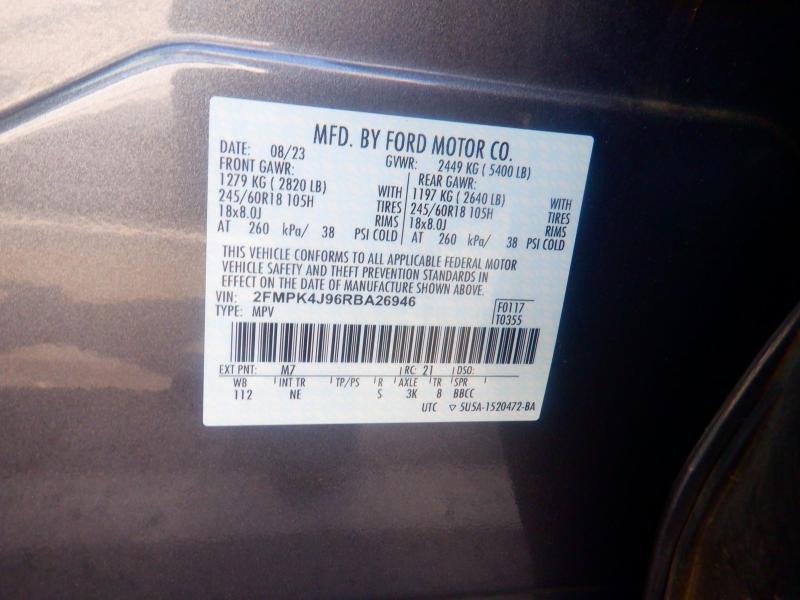 MFD. BY FORD MOTOR CO.
DATE: 08/23 GVWR: 2449 KG ( 5400 LB)
FRONT GAWR: REAR GAWR:
1279 KG ( 2820 LB) WITH 1197 KG ( 2640 LB) WITH
245/60R18 105H TIRES 245/60R18 105H TIRES
18x8.0J RIMS 18x8.0J RIMS
AT 260 kPa/ 38 PSI COLD AT 260 kPa/ 38 PSI COLD
THIS VEHICLE CONFORMS TO ALL APPLICABLE FEDERAL MOTOR
VEHICLE SAFETY AND THEFT PREVENTION STANDARDS IN
EFFECT ON THE DATE OF MANUFACTURE SHOWN ABOVE.
VIN: 2FMPK4J96RBA26946 F0117
TYPE: MPV T0355
EXT PNT: M7 RC: 21 DSO:
WB INT TR TP/PS R AXLE TR SPR
112 NE S 3K 8 BBCC
UTC ▽ 5U5A-1520472-BA